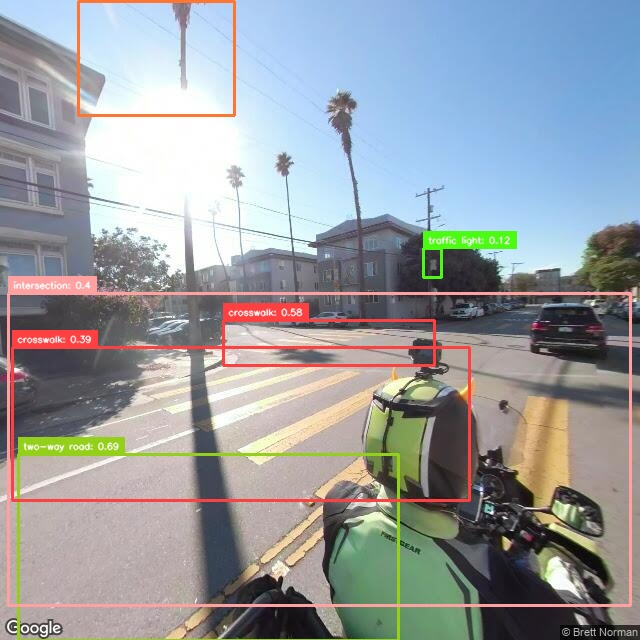 traffic light: 0.12
intersection: 0.4
crosswalk: 0.58
crosswalk: 0.39
two-way road: 0.69
FIRSTGEAR
Google
© Brett Norman